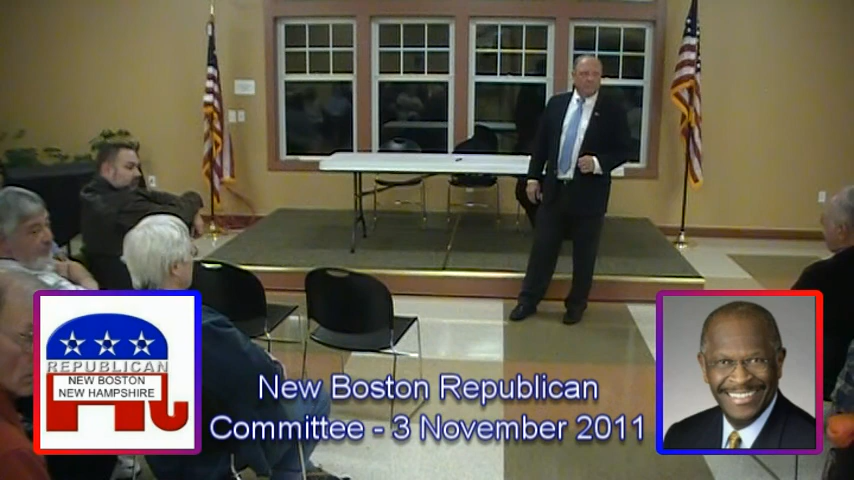 REPUBLICAN
NEW BOSTON
NEW HAMPSHIRE
New Boston Republican
Committee - 3 November 2011